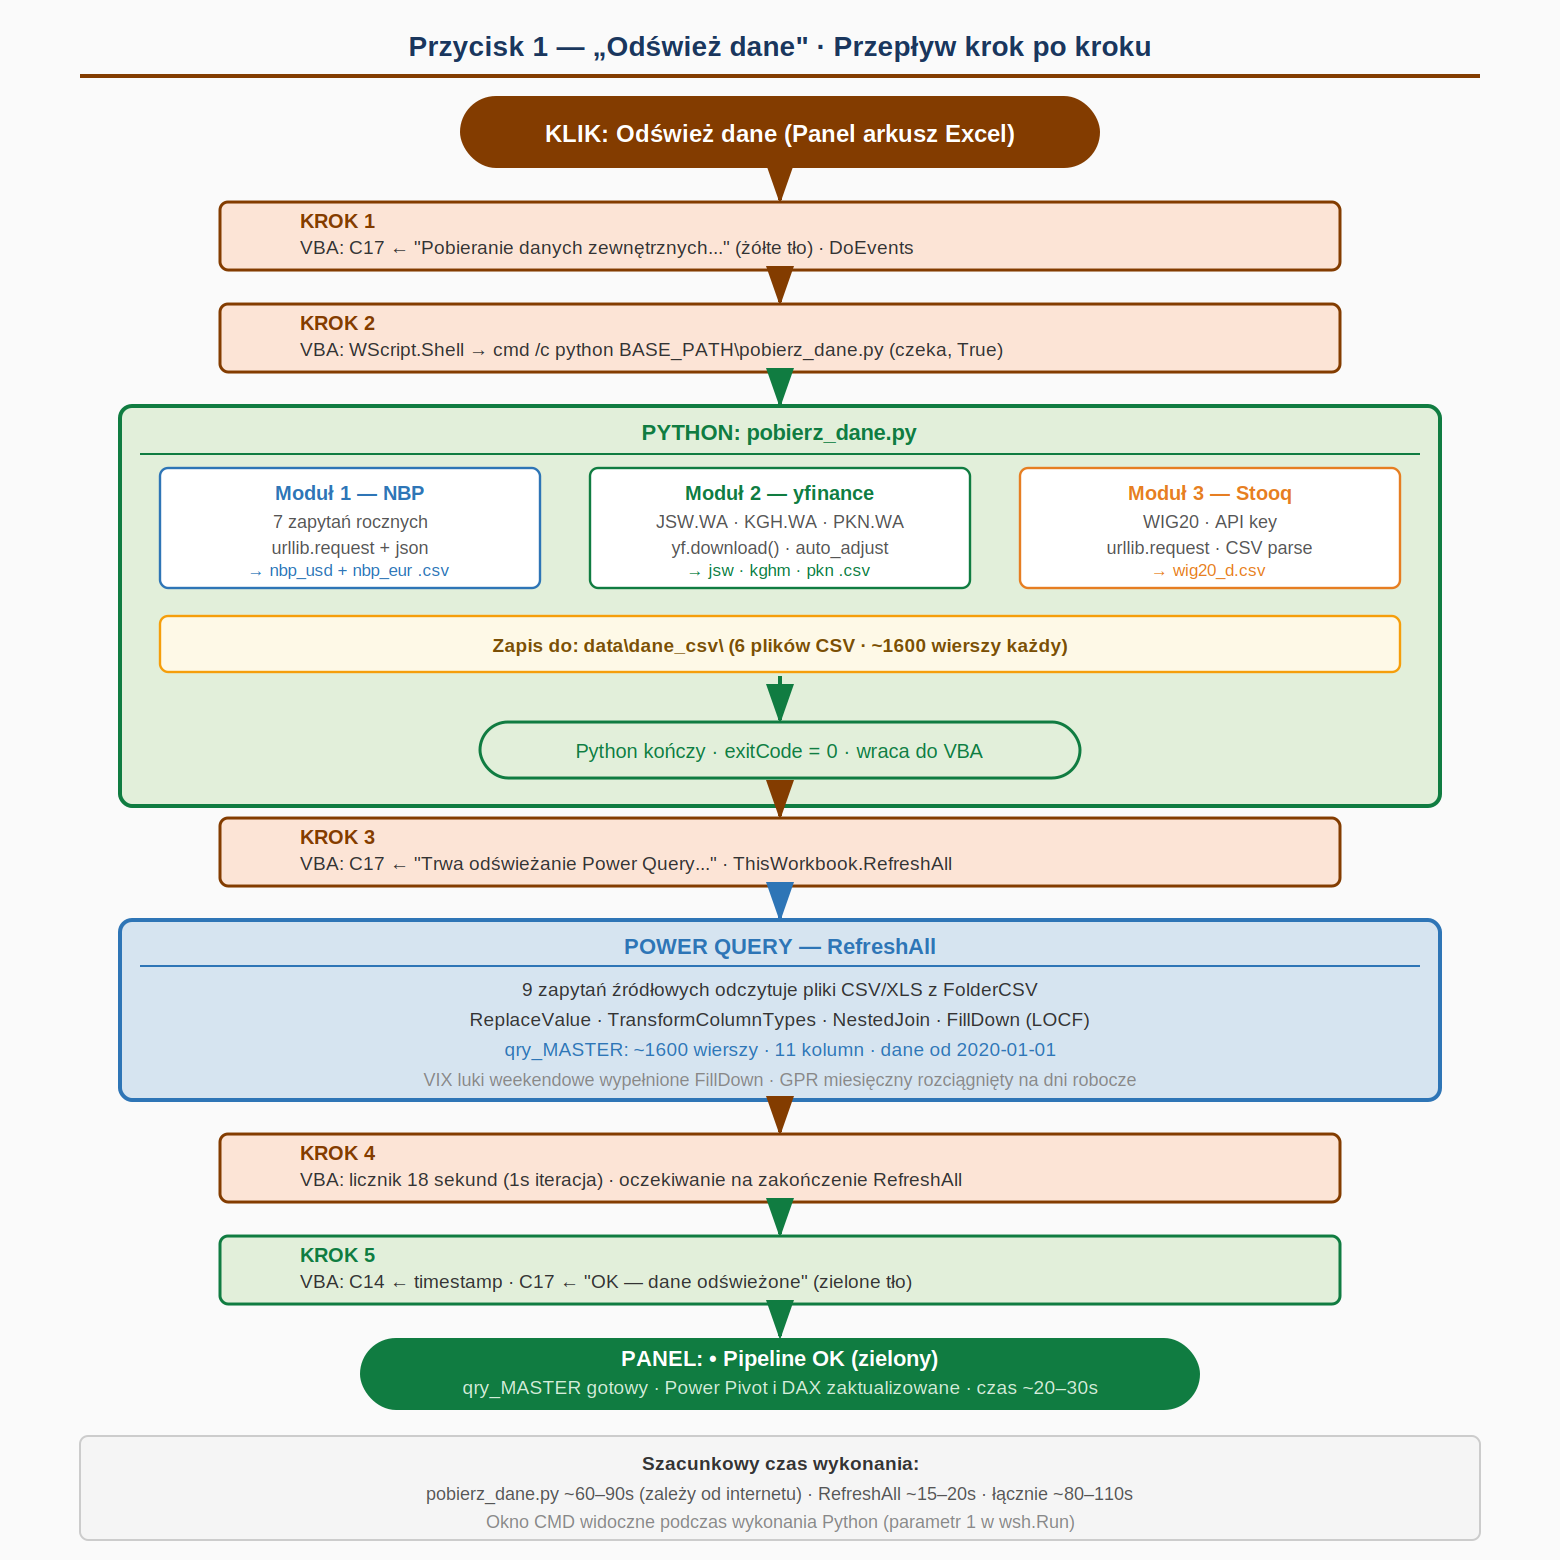 Przycisk 1 — „Odśwież dane" · Przepływ krok po kroku
KLIK: Odśwież dane (Panel arkusz Excel)
KROK 1
VBA: C17 ← "Pobieranie danych zewnętrznych..." (żółte tło) · DoEvents
KROK 2
VBA: WScript.Shell → cmd /c python BASE_PATH\pobierz_dane.py (czeka, True)
PYTHON: pobierz_dane.py
Moduł 1 — NBP
7 zapytań rocznych
urllib.request + json
→ nbp_usd + nbp_eur .csv
Moduł 2 — yfinance
JSW.WA · KGH.WA · PKN.WA
yf.download() · auto_adjust
→ jsw · kghm · pkn .csv
Moduł 3 — Stooq
WIG20 · API key
urllib.request · CSV parse
→ wig20_d.csv
Zapis do: data\dane_csv\ (6 plików CSV · ~1600 wierszy każdy)
Python kończy · exitCode = 0 · wraca do VBA
KROK 3
VBA: C17 ← "Trwa odświeżanie Power Query..." · ThisWorkbook.RefreshAll
POWER QUERY — RefreshAll
9 zapytań źródłowych odczytuje pliki CSV/XLS z FolderCSV
ReplaceValue · TransformColumnTypes · NestedJoin · FillDown (LOCF)
qry_MASTER: ~1600 wierszy · 11 kolumn · dane od 2020-01-01
VIX luki weekendowe wypełnione FillDown · GPR miesięczny rozciągnięty na dni robocze
KROK 4
VBA: licznik 18 sekund (1s iteracja) · oczekiwanie na zakończenie RefreshAll
KROK 5
VBA: C14 ← timestamp · C17 ← "OK — dane odświeżone" (zielone tło)
PANEL: • Pipeline OK (zielony)
qry_MASTER gotowy · Power Pivot i DAX zaktualizowane · czas ~20–30s
Szacunkowy czas wykonania:
pobierz_dane.py ~60–90s (zależy od internetu) · RefreshAll ~15–20s · łącznie ~80–110s
Okno CMD widoczne podczas wykonania Python (parametr 1 w wsh.Run)